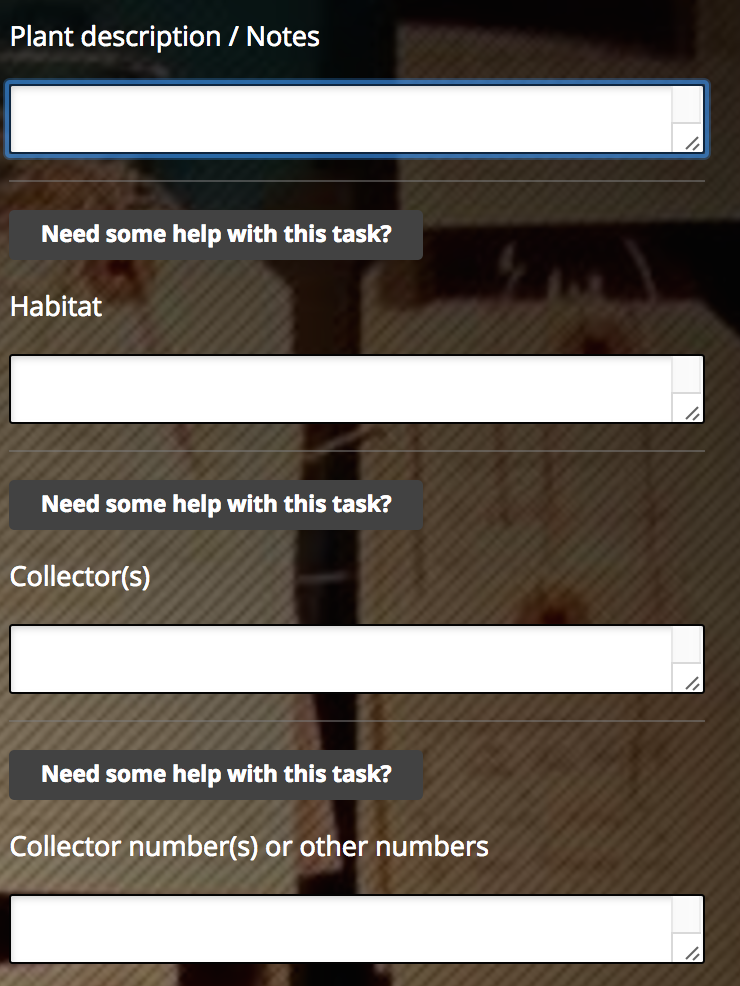 Plant description / Notes
Need some help with this task?
Habitat
Need some help with this task?
Collector(s)
Need some help with this task?
Collector number(s) or other numbers